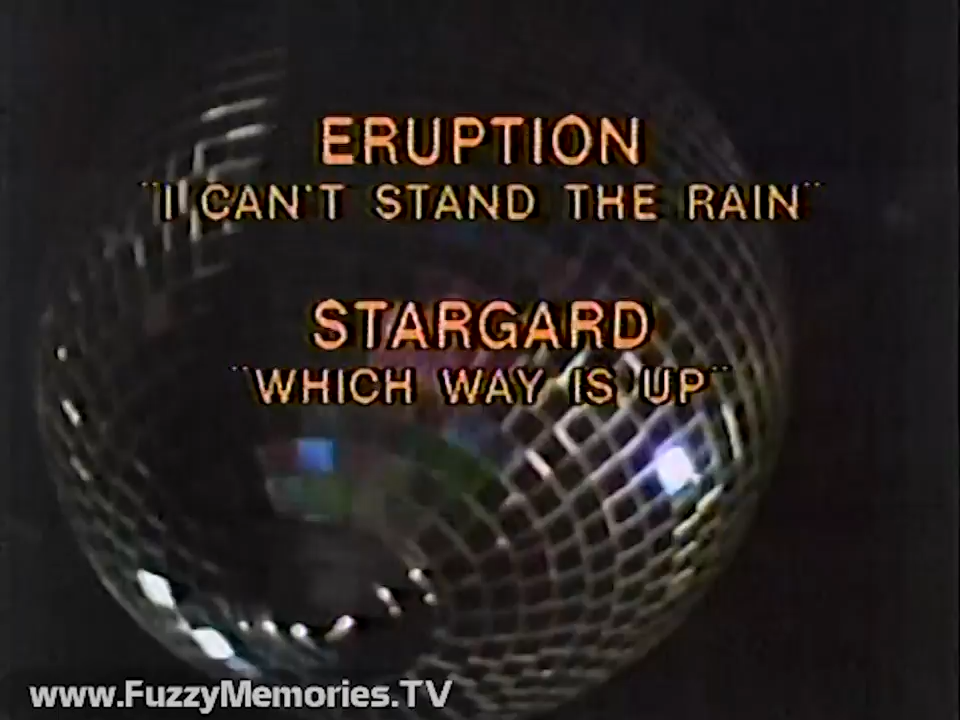 ERUPTION
"I CAN'T STAND THE RAIN"
STARGARD
"WHICH WAY IS UP"
www.FuzzyMemories.TV